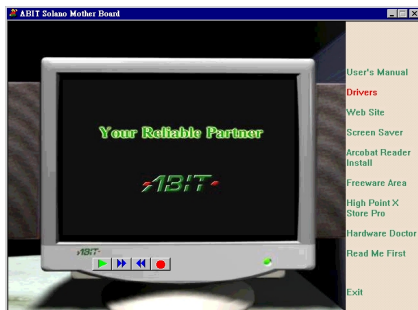 ABIT Solano Mother Board
User's Manual
Drivers
Web Site
Screen Saver
Arcobat Reader
Install
Freeware Area
High Point X
Store Pro
Hardware Doctor
Read Me First
Exit
Your Reliable Partner
ABIT
ABIT